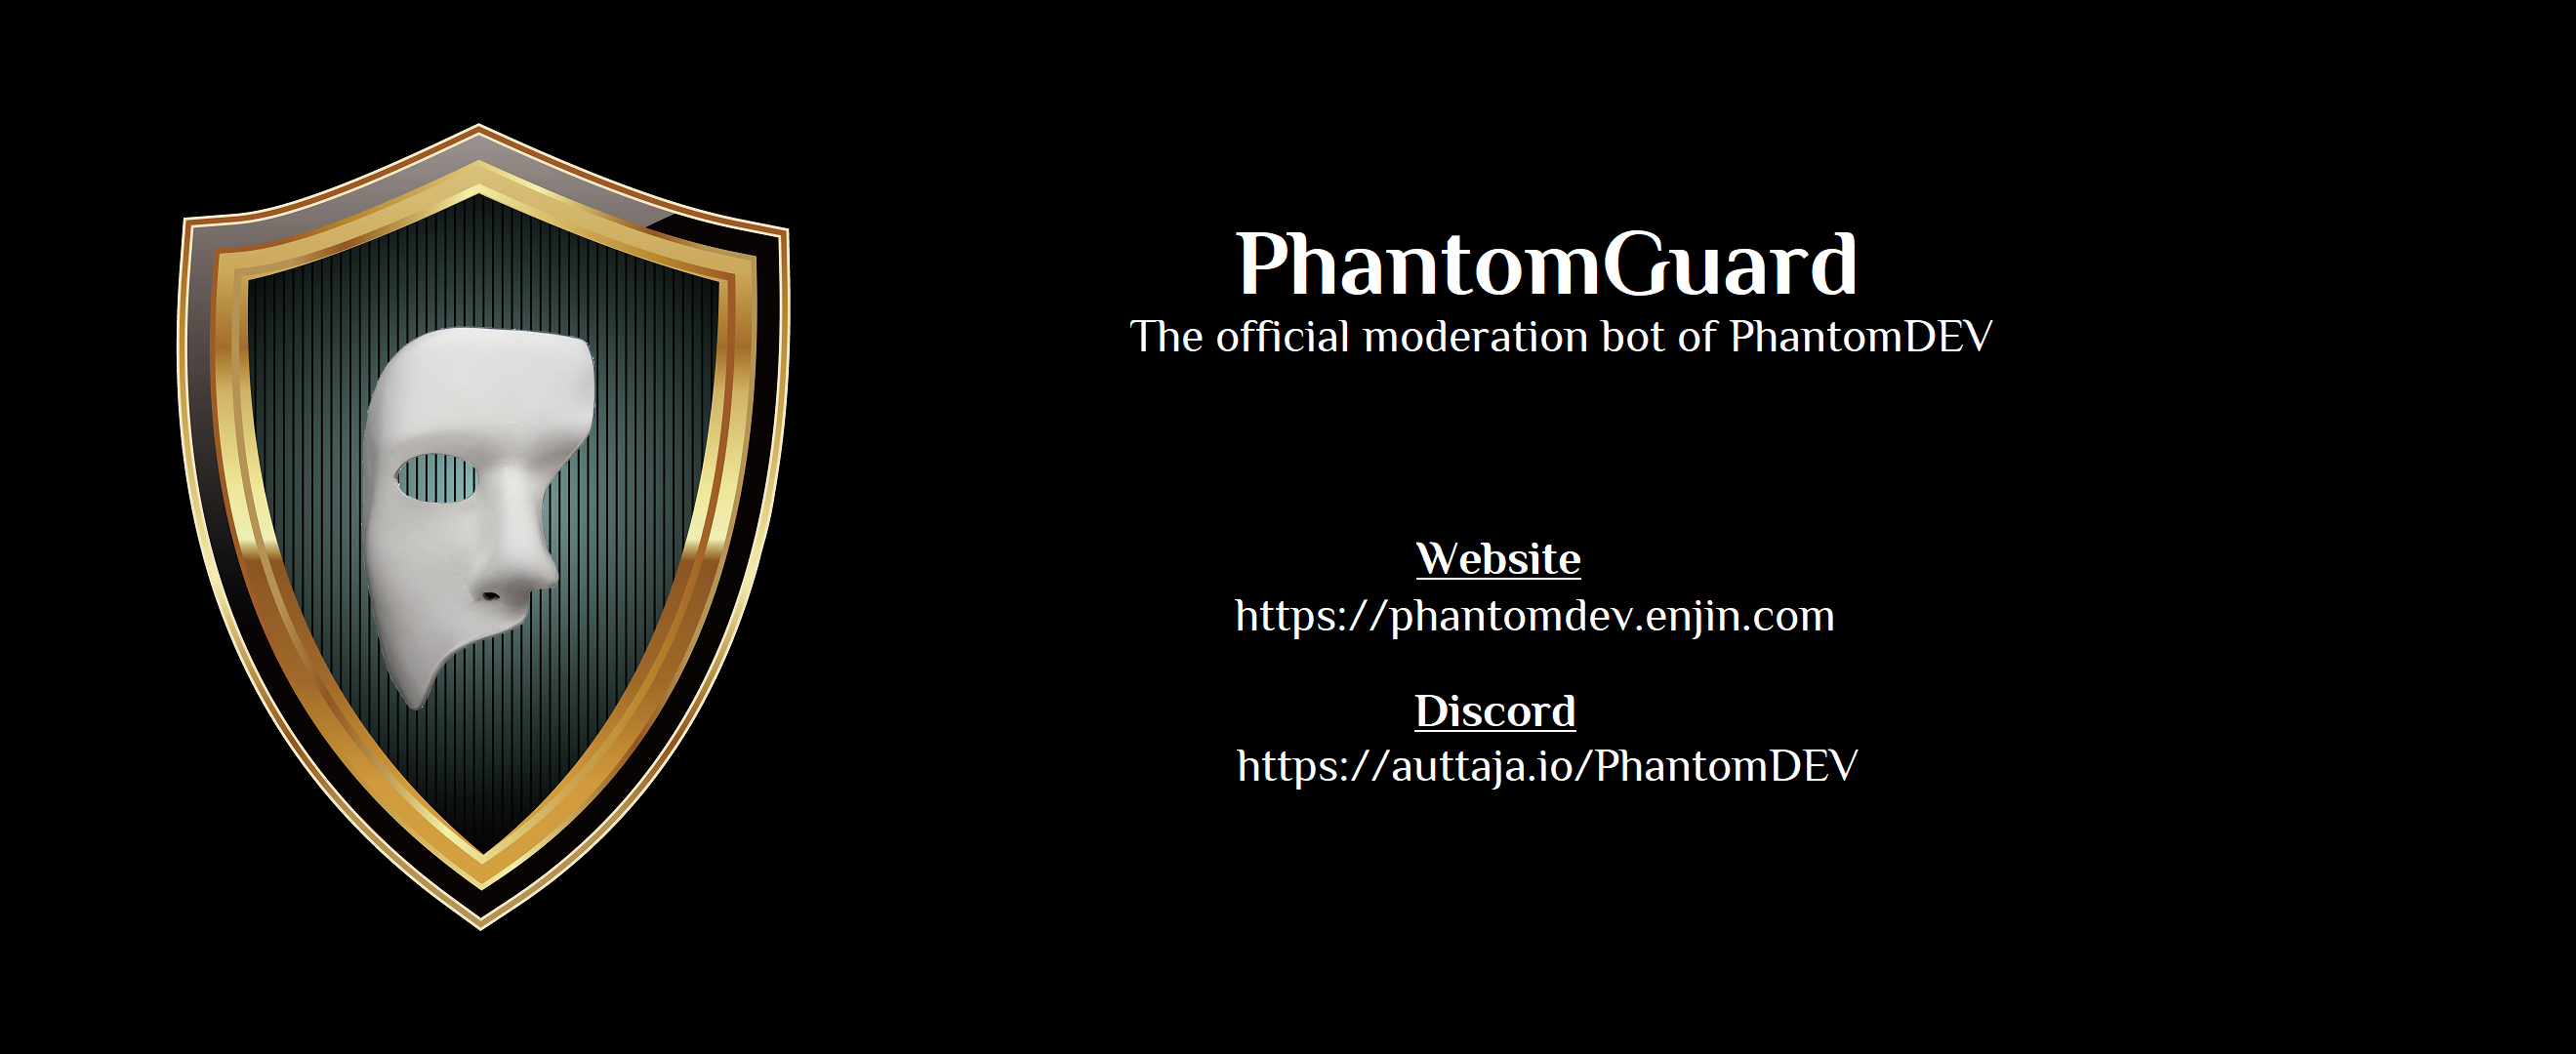 PhantomGuard
The official moderation bot of PhantomDEV
Website
https://phantomdev.enjin.com
Discord
https://auttaja.io/PhantomDEV